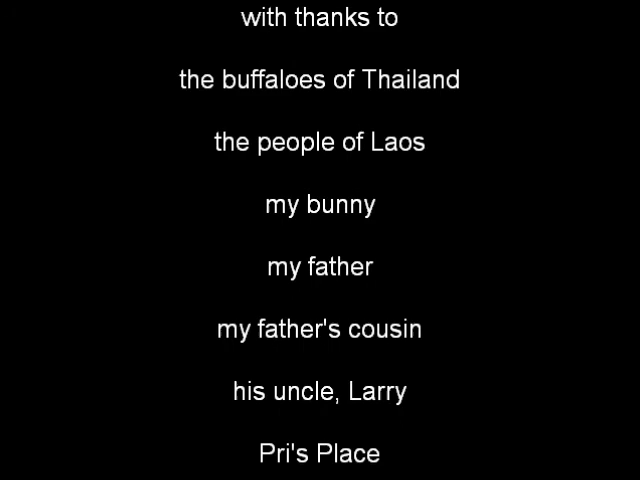 with thanks to
the buffaloes of Thailand
the people of Laos
my bunny
my father
my father's cousin
his uncle, Larry
Pri's Place